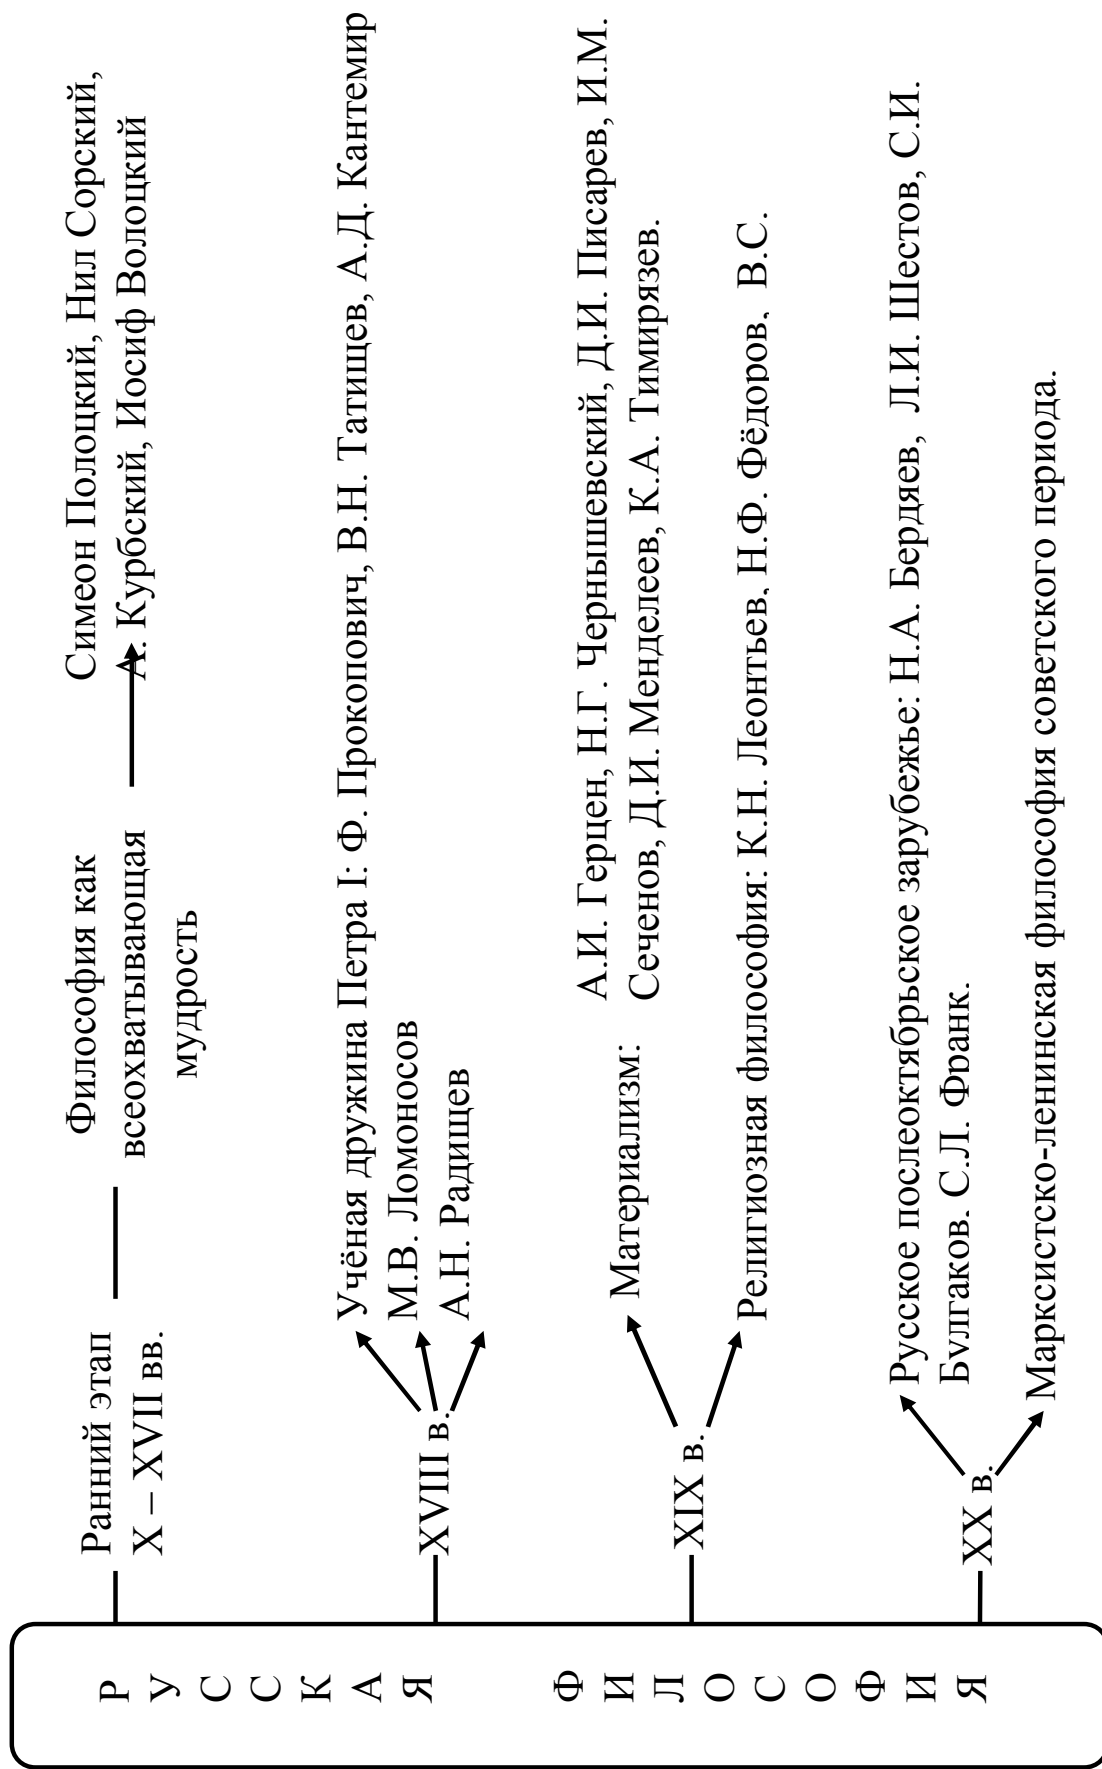 РУССКАЯ ФИЛОСОФИЯ
Ранний этап
X – XVII вв.
Философия как
всеохватывающая
мудрость
Симеон Полоцкий, Нил Сорский,
А. Курбский, Иосиф Волоцкий
XVIII в.
Учёная дружина Петра I: Ф. Прокопович, В.Н. Татищев, А.Д. Кантемир
М.В. Ломоносов
А.Н. Радищев
XIX в.
Материализм:
А.И. Герцен, Н.Г. Чернышевский, Д.И. Писарев, И.М.
Сеченов, Д.И. Менделеев, К.А. Тимирязев.
Религиозная философия: К.Н. Леонтьев, Н.Ф. Фёдоров, В.С.
XX в.
Русское послеоктябрьское зарубежье: Н.А. Бердяев, Л.И. Шестов, С.И.
Булгаков. С.Л. Франк.
Марксистско-ленинская философия советского периода.